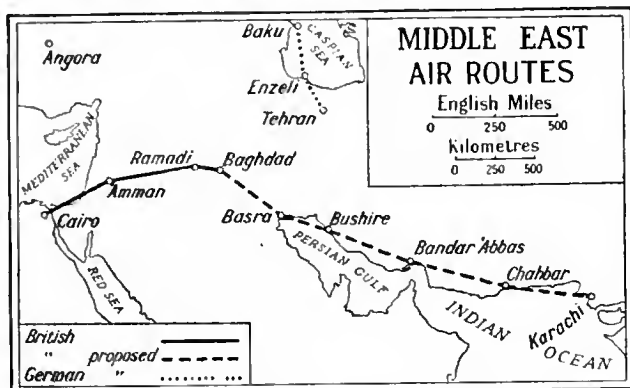 MIDDLE EAST
AIR ROUTES
English Miles
0 250 500
Kilometres
0 250 500
Baku
CASPIAN
SEA
Angora
Enzeli
Tehran
MEDITERRANEAN
SEA
Ramadi
Baghdad
Amman
Cairo
Basra
Bushire
RED SEA
PERSIAN GULF
Bandar 'Abbas
Chahbar
Karachi
INDIAN
OCEAN
British
" proposed
German "